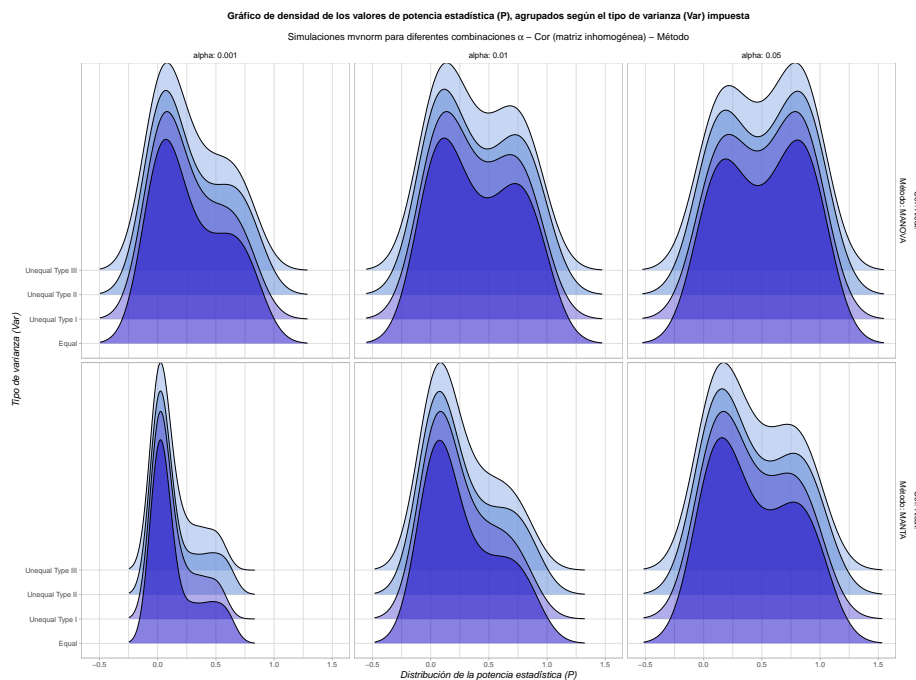 Gráfico de densidad de los valores de potencia estadística (P), agrupados según el tipo de varianza (Var) impuesta
Simulaciones mvnorm para diferentes combinaciones α – Cor (matriz inhomogénea) – Método
alpha: 0.001
alpha: 0.01
alpha: 0.05
Método: MANOVA
Unequal Type III
Unequal Type II
Unequal Type I
Equal
Tipo de varianza (Var)
Método: MANTA
Unequal Type III
Unequal Type II
Unequal Type I
Equal
−0.5 0.0 0.5 1.0 1.5
−0.5 0.0 0.5 1.0 1.5
−0.5 0.0 0.5 1.0 1.5
Distribución de la potencia estadística (P)